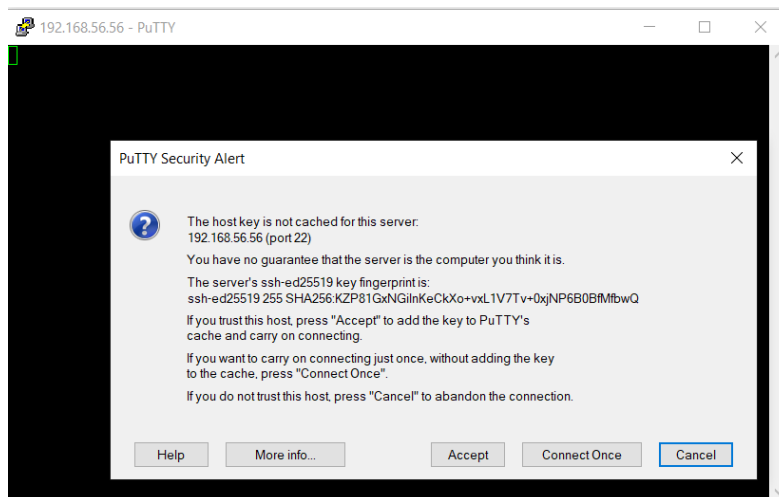 192.168.56.56 - PuTTY
PuTTY Security Alert
The host key is not cached for this server:
192.168.56.56 (port 22)
You have no guarantee that the server is the computer you think it is.
The server's ssh-ed25519 key fingerprint is:
ssh-ed25519 255 SHA256:KZP81GxNGilnKeCkXo+vxL1V7Tv+0xjNP6B0BfMfbwQ
If you trust this host, press "Accept" to add the key to PuTTY's
cache and carry on connecting.
If you want to carry on connecting just once, without adding the key
to the cache, press "Connect Once".
If you do not trust this host, press "Cancel" to abandon the connection.
Help More info... Accept Connect Once Cancel